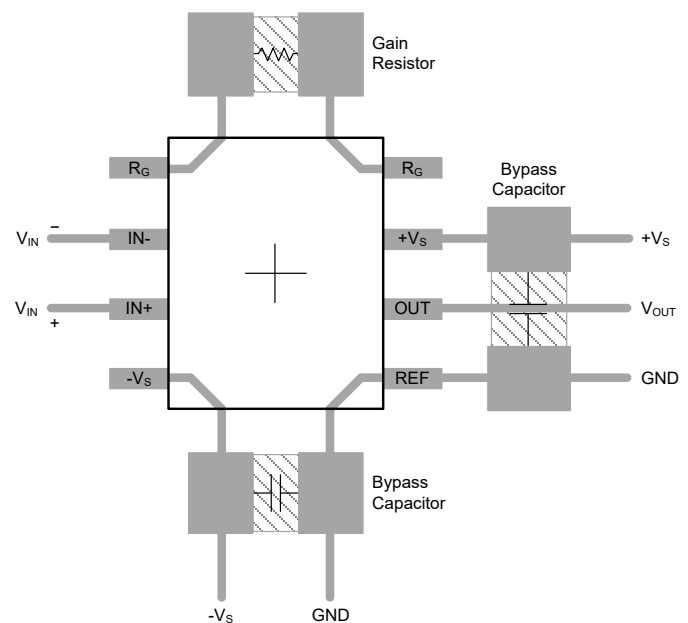 Gain
Resistor
RG
RG
Bypass
Capacitor
VIN
−
IN-
+VS
+VS
VIN
+
IN+
OUT
VOUT
-VS
REF
GND
Bypass
Capacitor
-VS
GND